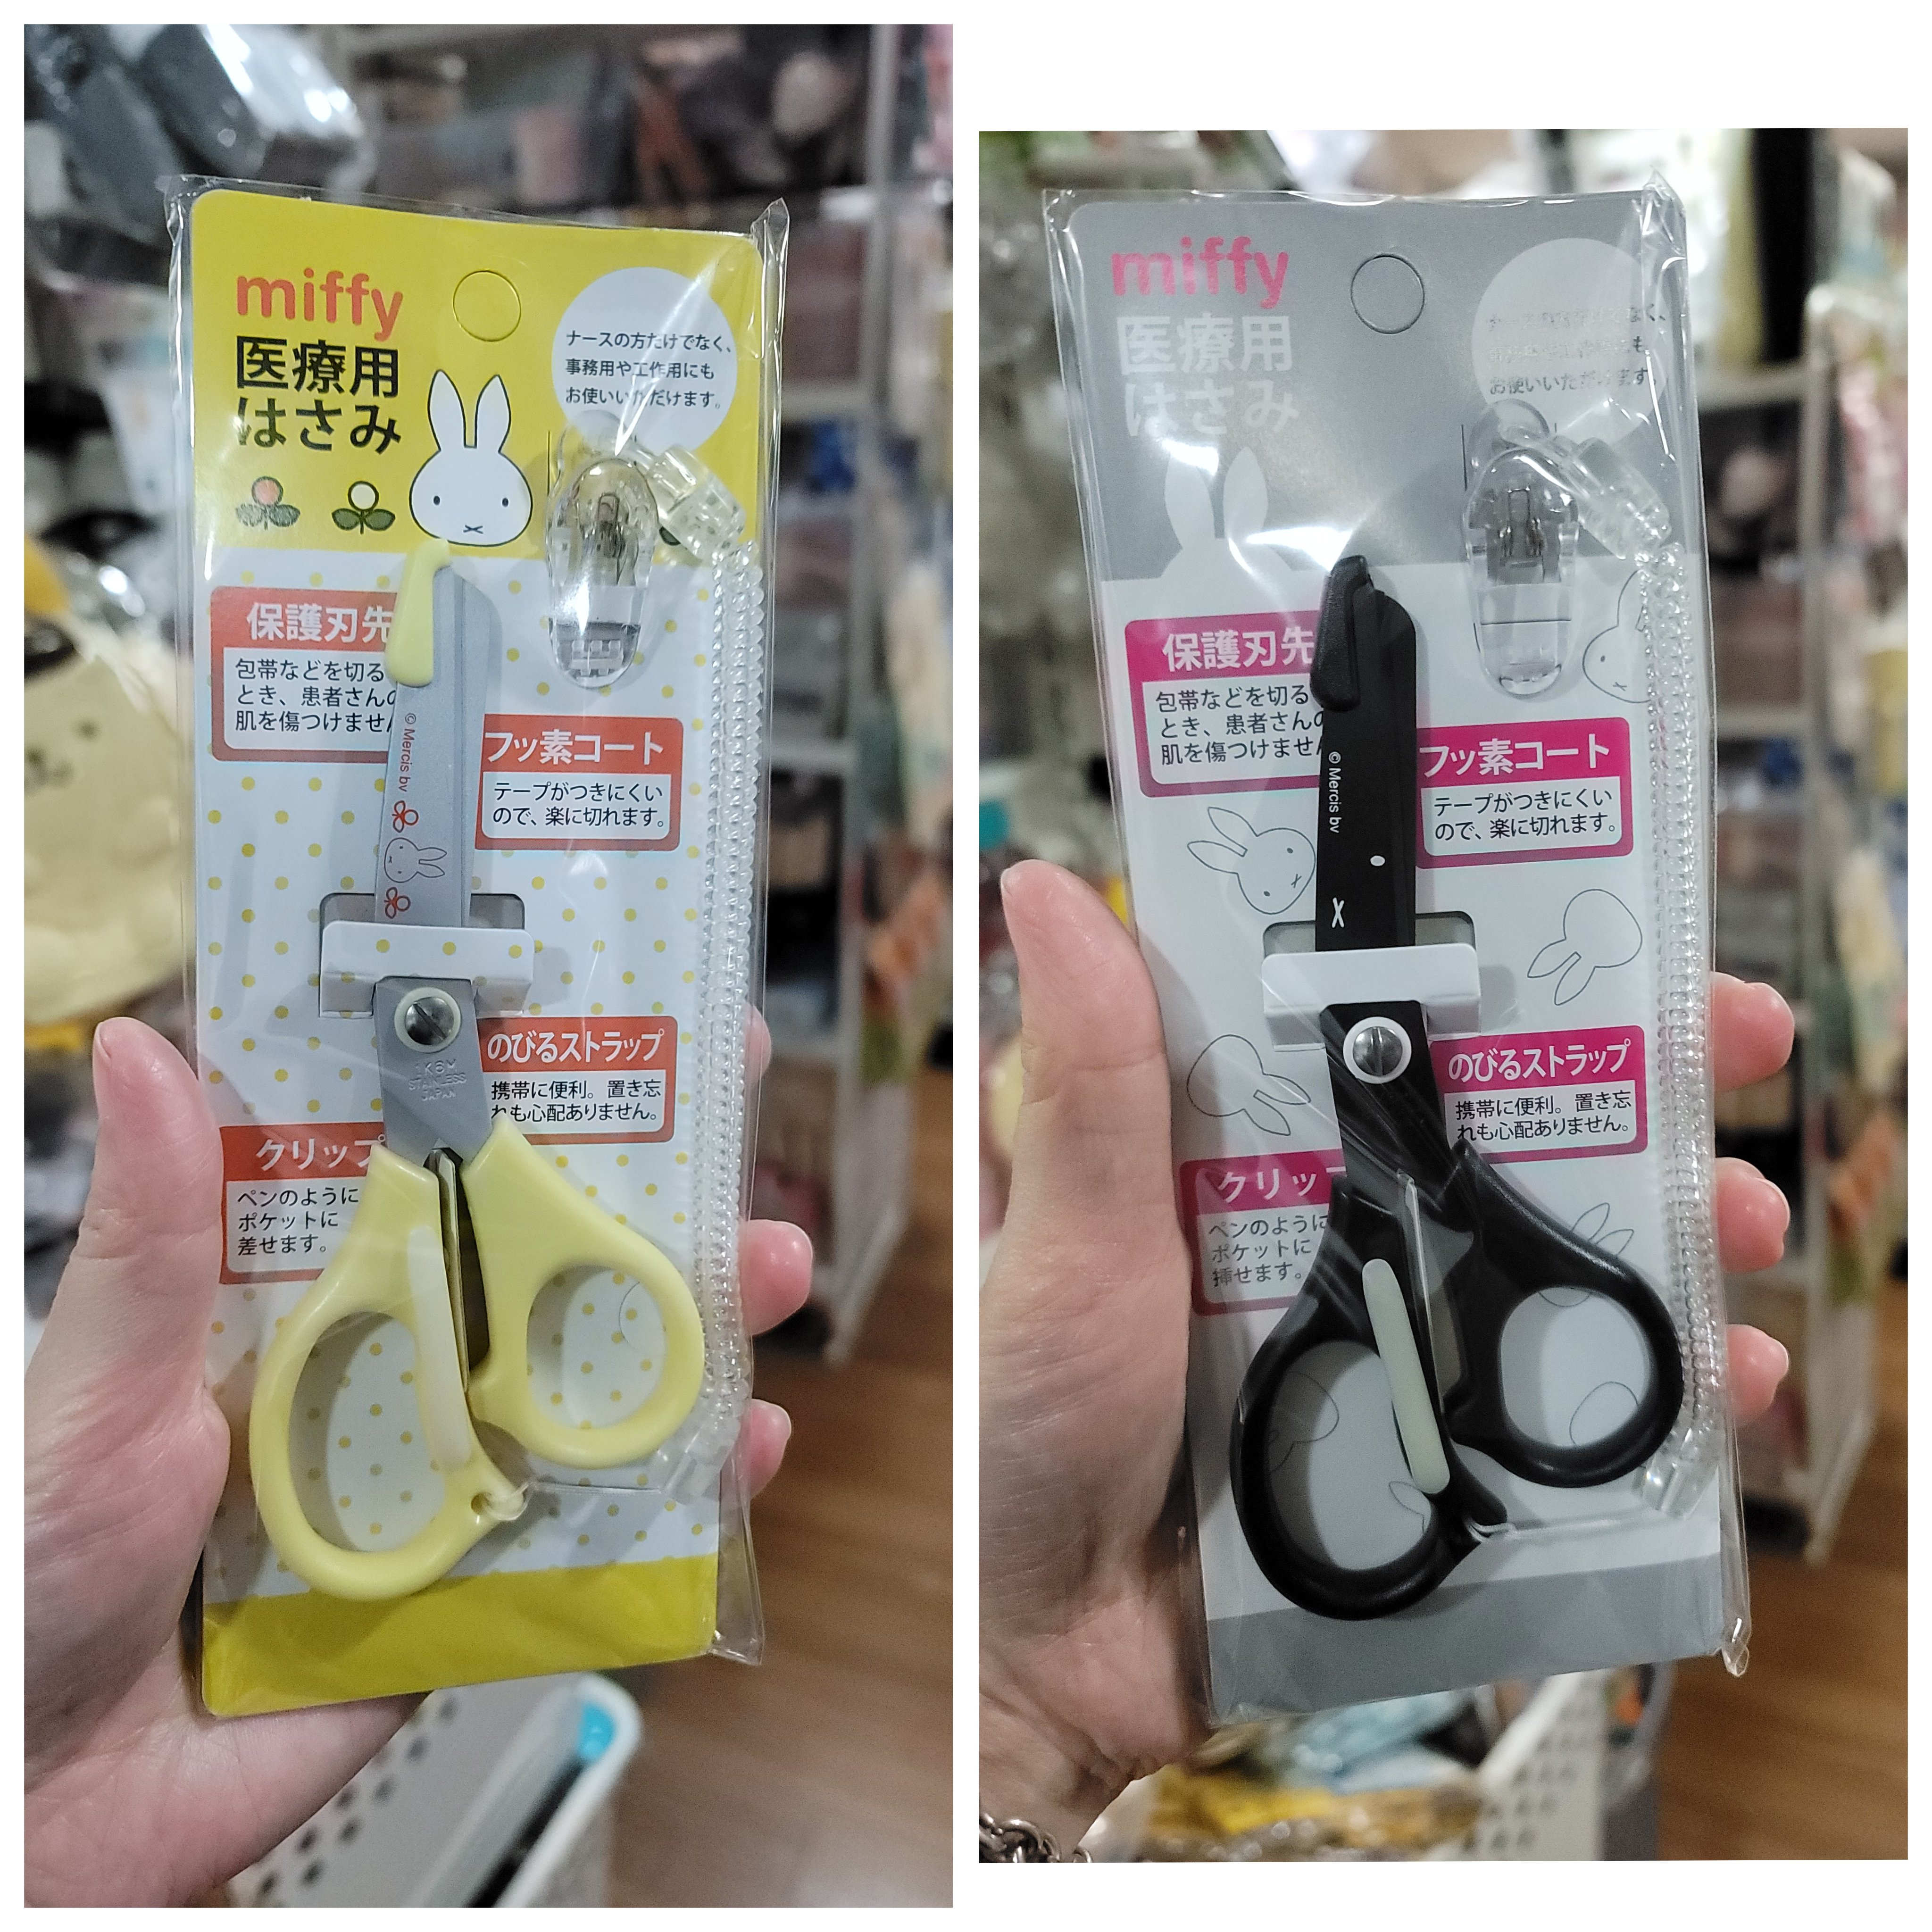 miffy
医療用
はさみ
ナースの方だけでなく、
事務用や工作用にも
お使いいただけます。
保護刃先
包帯などを切る
とき、患者さんの
肌を傷つけません
© Mercis bv
フッ素コート
テープがつきにくい
ので、楽に切れます。
STAINLESS
JAPAN
のびるストラップ
携帯に便利。置き忘
れも心配ありません。
クリップ
ペンのように
ポケットに
差せます。
miffy
医療用
はさみ
なく、
も
お使いいただけます。
保護刃先
包帯などを切る
とき、患者さんの
肌を傷つけません
© Mercis bv
フッ素コート
テープがつきにくい
ので、楽に切れます。
のびるストラップ
携帯に便利。置き忘
れも心配ありません。
クリップ
ペンのように
ポケットに
挿せます。